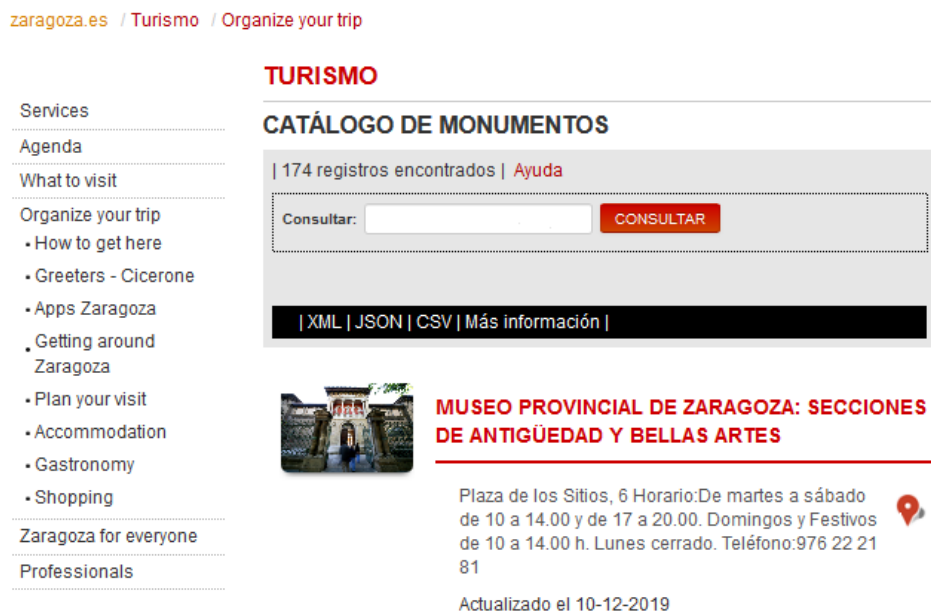 zaragoza.es / Turismo / Organize your trip
Services
Agenda
What to visit
Organize your trip
• How to get here
• Greeters - Cicerone
• Apps Zaragoza
• Getting around
Zaragoza
• Plan your visit
• Accommodation
• Gastronomy
• Shopping
Zaragoza for everyone
Professionals
TURISMO
CATÁLOGO DE MONUMENTOS
| 174 registros encontrados | Ayuda
Consultar: CONSULTAR
| XML | JSON | CSV | Más información |
MUSEO PROVINCIAL DE ZARAGOZA: SECCIONES
DE ANTIGÜEDAD Y BELLAS ARTES
Plaza de los Sitios, 6 Horario:De martes a sábado
de 10 a 14.00 y de 17 a 20.00. Domingos y Festivos
de 10 a 14.00 h. Lunes cerrado. Teléfono:976 22 21
81
Actualizado el 10-12-2019